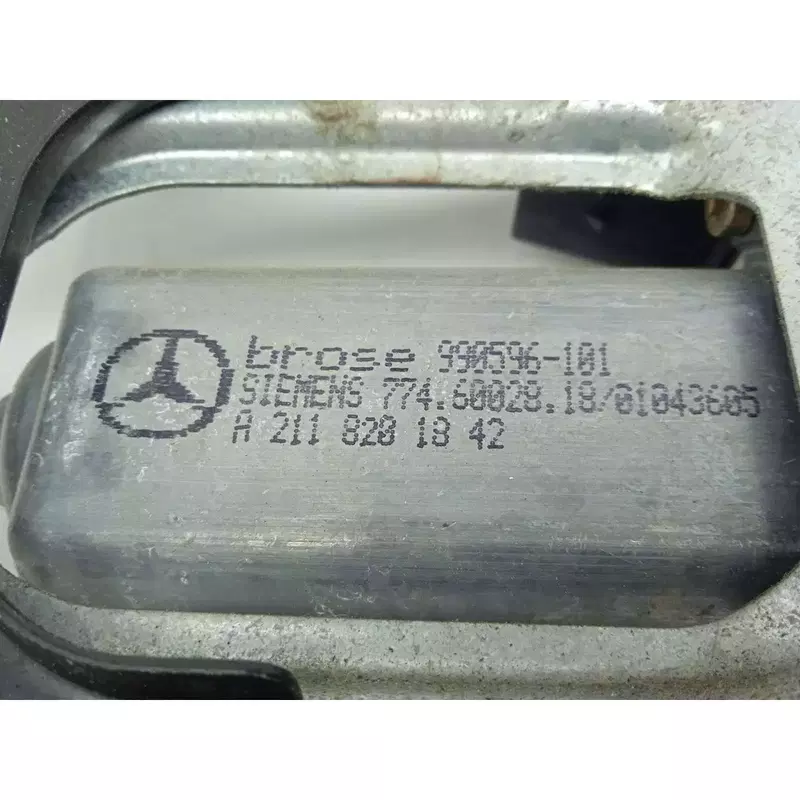 brose 990596-101
SIEMENS 774.60028.18/01043605
A 211 820 18 42